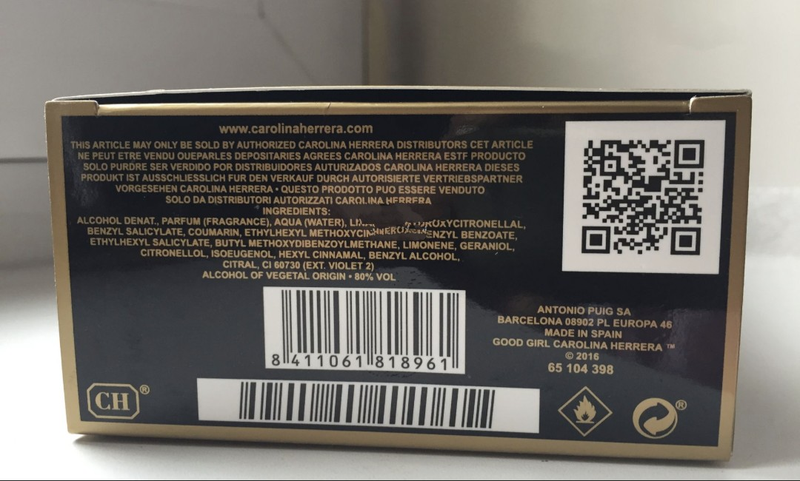 www.carolinaherrera.com
THIS ARTICLE MAY ONLY BE SOLD BY AUTHORIZED CAROLINA HERRERA DISTRIBUTORS CET ARTICLE
NE PEUT ETRE VENDU OUEPARLES DEPOSITARIES AGREES CAROLINA HERRERA ESTF PRODUCTO
SOLO PURDRE SER VERDIDO POR DISTRIBUIDORES AUTURIZADOS CAROLINA HERRERA DIESES
PRODUKT IST AUSSCHLIESSLICH FUR DEN VERKAUF DURCH AUTORISIERTE VERTRIEBSPARTNER
VORGESEHEN CAROLINA HERRERA • QUESTO PRODOTTO PUO ESSERE VENDUTO
SOLO DA DISTRIBUTORI AUTORIZZATI CAROLINA HERRERA
INGREDIENTS:
ALCOHOL DENAT., PARFUM (FRAGRANCE), AQUA (WATER),
BENZYL SALICYLATE, COUMARIN, ETHYLHEXYL BENZOATE,
ETHYLHEXYL SALICYLATE, BUTYL METHOXYDIBENZOYLMETHANE, LIMONENE, GERANIOL,
CITRONELLOL, ISOEUGENOL, HEXYL CINNAMAL, BENZYL ALCOHOL,
CITRAL, CI 60730 (EXT. VIOLET 2)
ALCOHOL OF VEGETAL ORIGIN • 80% VOL
8 411061 818961
ANTONIO PUIG SA
BARCELONA 08902 PL EUROPA 46
MADE IN SPAIN
GOOD GIRL CAROLINA HERRERA ™
© 2016
65 104 398
CH ®
®